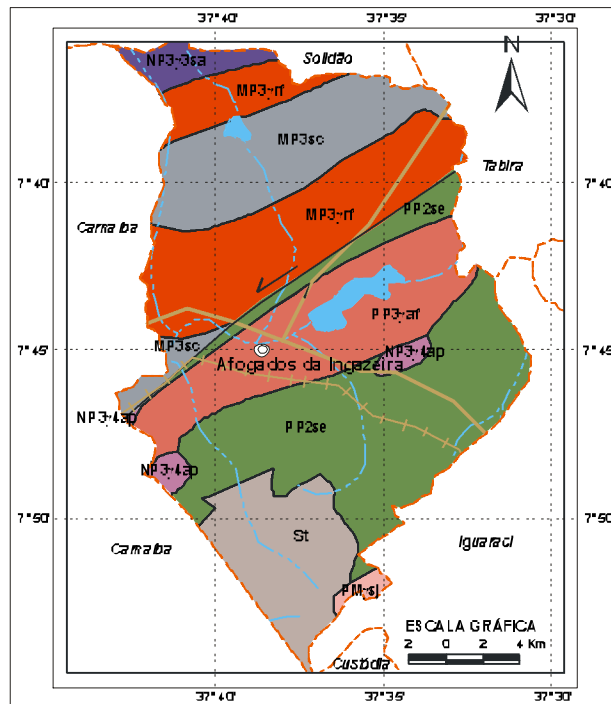 37°40' 37°35' 37°30'
NP3~3sa
Solidão
N
MP3~rf
MP3sc
7°40' 7°40'
Tabira
Carnaíba
MP3~rf
PP2se
PP3~af
7°45' 7°45'
MP3sc
NP3~4ap
Afogados da Ingazeira
NP3~4ap
PP2se
NP3~4ap
7°50' 7°50'
St
Carnaíba
Iguaraci
PM~sj
ESCALA GRÁFICA
2 0 2 4 Km
Custódia
37°40' 37°35' 37°30'